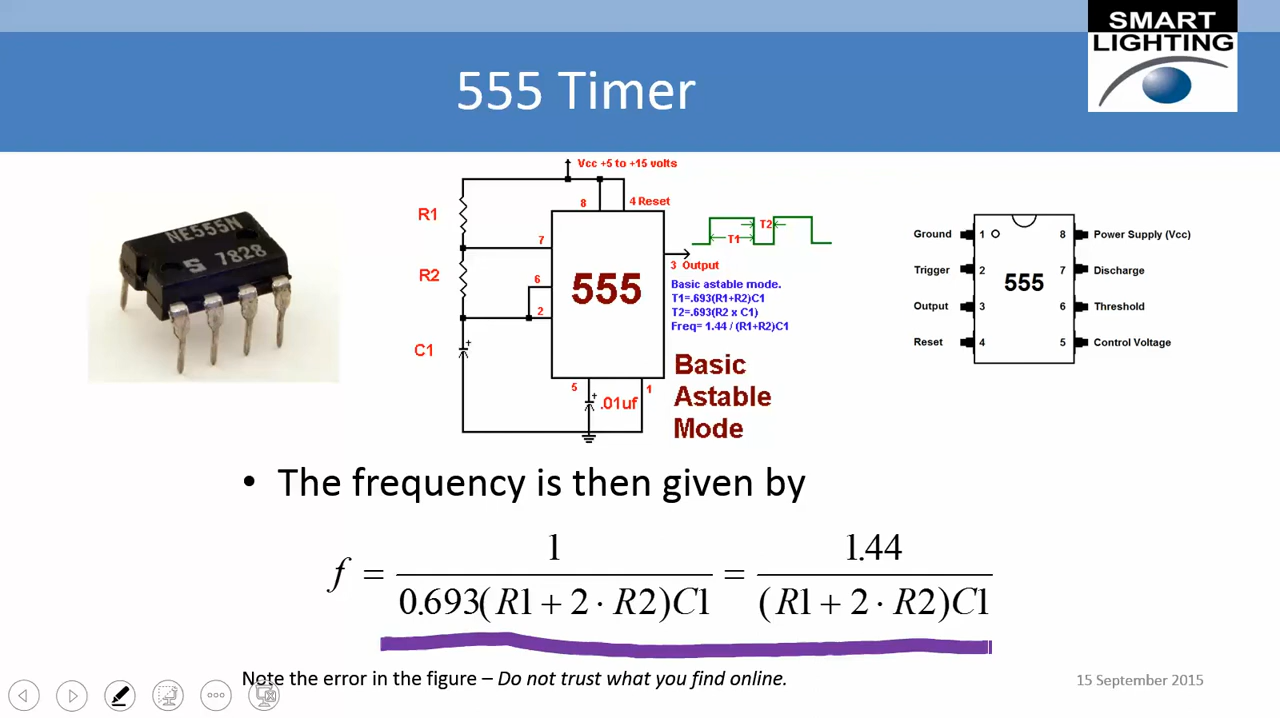 SMART
LIGHTING
555 Timer
NE555N
S 7828
Vcc +5 to +15 volts
R1
8
4 Reset
7
R2
6
555
2
C1
+
5
+
.01uf
1
T1
T2
3 Output
Basic astable mode.
T1=.693(R1+R2)C1
T2=.693(R2 x C1)
Freq= 1.44 / (R1+R2)C1
Basic
Astable
Mode
Ground 1 8 Power Supply (Vcc)
Trigger 2 7 Discharge
555
Output 3 6 Threshold
Reset 4 5 Control Voltage
• The frequency is then given by
f = 1 / 0.693(R1 + 2 · R2)C1 = 1.44 / (R1 + 2 · R2)C1
Note the error in the figure – Do not trust what you find online.
15 September 2015